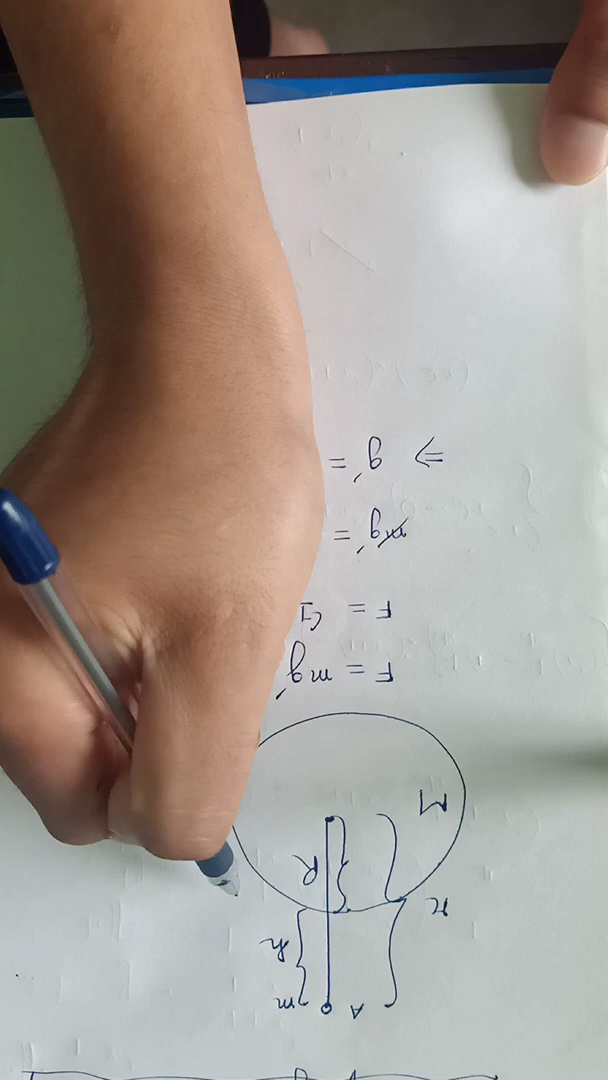 A m
h
r
R
M
F = mg'
F = G
mg' =
=> g' =